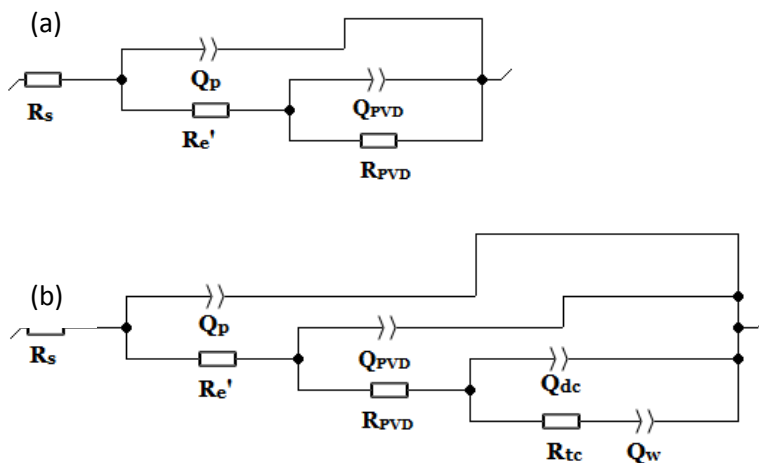 (a)
Qp
Rs
QPVD
Re'
RPVD
(b)
Qp
Rs
QPVD
Re'
Qdc
RPVD
Rtc
Qw